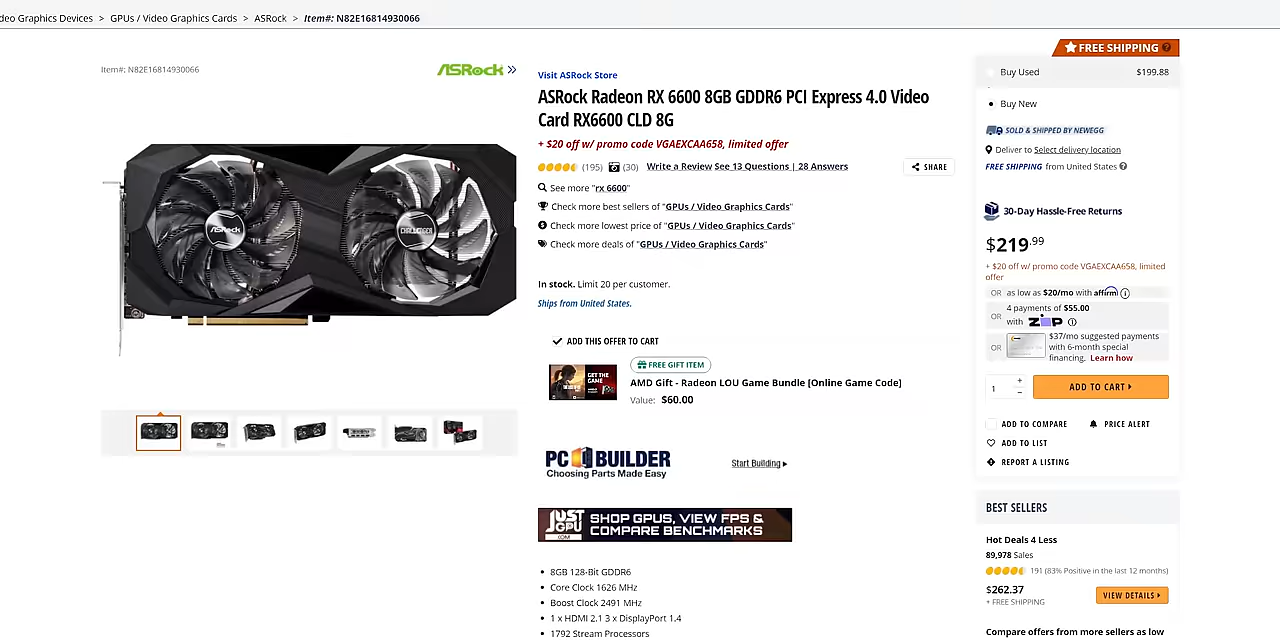 deo Graphics Devices > GPUs / Video Graphics Cards > ASRock > Item#: N82E16814930066
Item#: N82E16814930066
ASRock
Visit ASRock Store
ASRock Radeon RX 6600 8GB GDDR6 PCI Express 4.0 Video
Card RX6600 CLD 8G
+ $20 off w/ promo code VGAEXCAA658, limited offer
(195) (30) Write a Review See 13 Questions | 28 Answers
SHARE
See more "rx 6600"
Check more best sellers of "GPUs / Video Graphics Cards"
Check more lowest price of "GPUs / Video Graphics Cards"
Check more deals of "GPUs / Video Graphics Cards"
In stock. Limit 20 per customer.
Ships from United States.
ADD THIS OFFER TO CART
FREE GIFT ITEM
GET THE
GAME
AMD Gift - Radeon LOU Game Bundle [Online Game Code]
Value: $60.00
PC BUILDER
Choosing Parts Made Easy
Start Building
JUST
GPU
.COM
SHOP GPUS, VIEW FPS &
COMPARE BENCHMARKS
8GB 128-Bit GDDR6
Core Clock 1626 MHz
Boost Clock 2491 MHz
1 x HDMI 2.1 3 x DisplayPort 1.4
1792 Stream Processors
ASRock
CHALLENGER
FREE SHIPPING
Buy Used $199.88
Buy New
SOLD & SHIPPED BY NEWEGG
Deliver to Select delivery location
FREE SHIPPING from United States
30-Day Hassle-Free Returns
$219.99
+ $20 off w/ promo code VGAEXCAA658, limited
offer
OR as low as $20/mo with affirm
OR 4 payments of $55.00
with ZIP
OR $37/mo suggested payments
with 6-month special
financing. Learn how
1 + − ADD TO CART
ADD TO COMPARE PRICE ALERT
ADD TO LIST
REPORT A LISTING
BEST SELLERS
Hot Deals 4 Less
89,978 Sales
191 (83% Positive in the last 12 months)
$262.37
+ FREE SHIPPING
VIEW DETAILS
Compare offers from more sellers as low